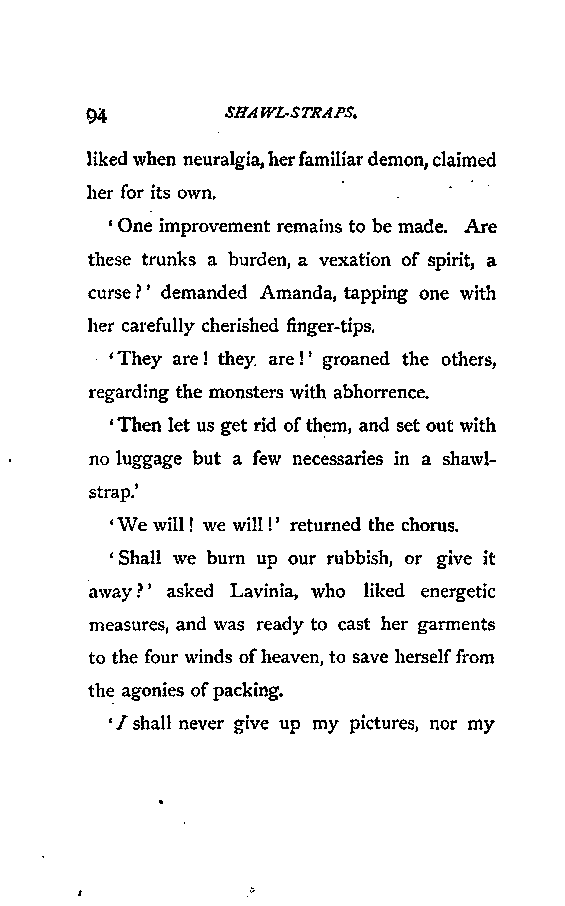 94 SHAWL-STRAPS.
liked when neuralgia, her familiar demon, claimed
her for its own.
‘One improvement remains to be made. Are
these trunks a burden, a vexation of spirit, a
curse?’ demanded Amanda, tapping one with
her carefully cherished finger-tips.
‘They are! they are!’ groaned the others,
regarding the monsters with abhorrence.
‘Then let us get rid of them, and set out with
no luggage but a few necessaries in a shawl-
strap.’
‘We will! we will!’ returned the chorus.
‘Shall we burn up our rubbish, or give it
away?’ asked Lavinia, who liked energetic
measures, and was ready to cast her garments
to the four winds of heaven, to save herself from
the agonies of packing.
‘I shall never give up my pictures, nor my